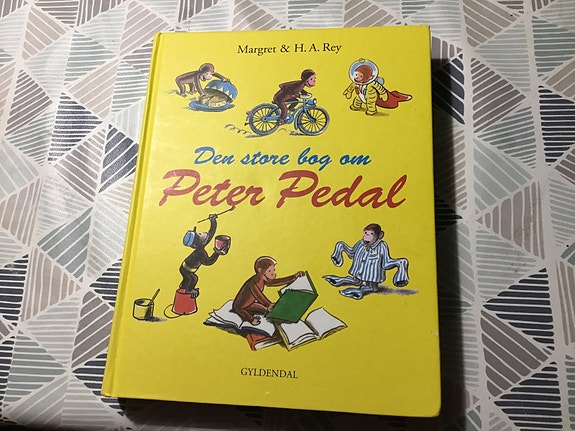 Margret & H. A. Rey
Den store bog om
Peter Pedal
GYLDENDAL